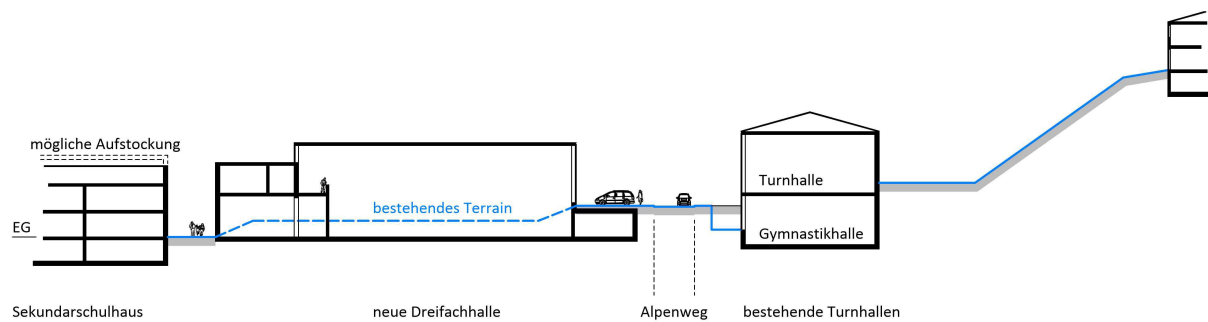 mögliche Aufstockung
EG
bestehendes Terrain
Turnhalle
Gymnastikhalle
Sekundarschulhaus
neue Dreifachhalle
Alpenweg
bestehende Turnhallen